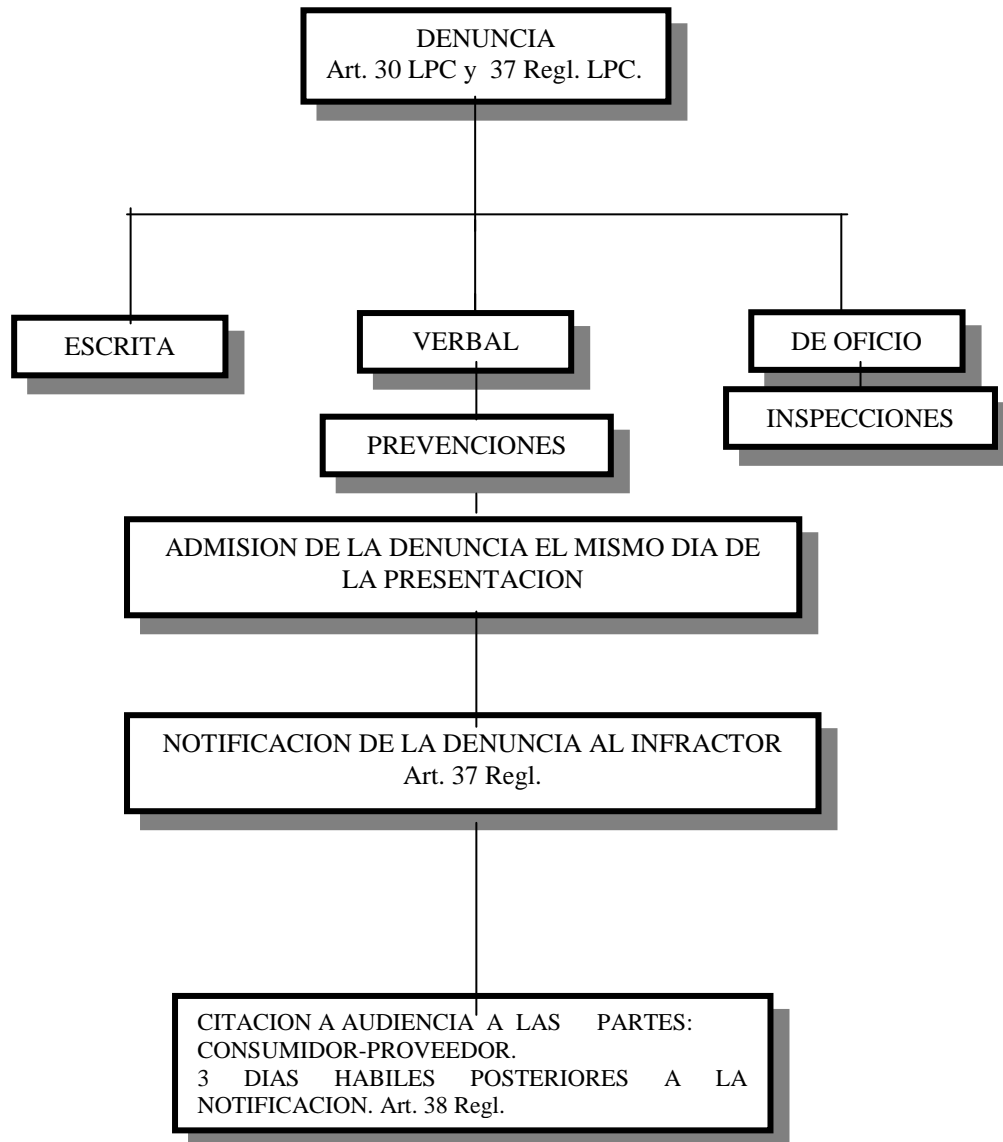 DENUNCIA
Art. 30 LPC y 37 Regl. LPC.
ESCRITA
VERBAL
DE OFICIO
PREVENCIONES
INSPECCIONES
ADMISION DE LA DENUNCIA EL MISMO DIA DE
LA PRESENTACION
NOTIFICACION DE LA DENUNCIA AL INFRACTOR
Art. 37 Regl.
CITACION A AUDIENCIA A LAS PARTES:
CONSUMIDOR-PROVEEDOR.
3 DIAS HABILES POSTERIORES A LA
NOTIFICACION. Art. 38 Regl.